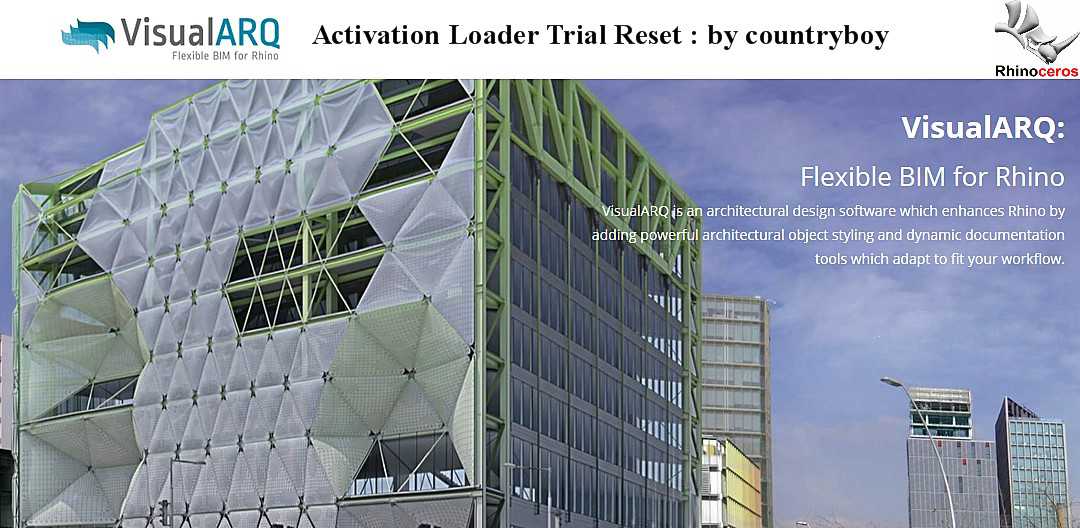 VisualARQ
Flexible BIM for Rhino
Activation Loader Trial Reset : by countryboy
Rhinoceros
VisualARQ:
Flexible BIM for Rhino
VisualARQ is an architectural design software which enhances Rhino by
adding powerful architectural object styling and dynamic documentation
tools which adapt to fit your workflow.